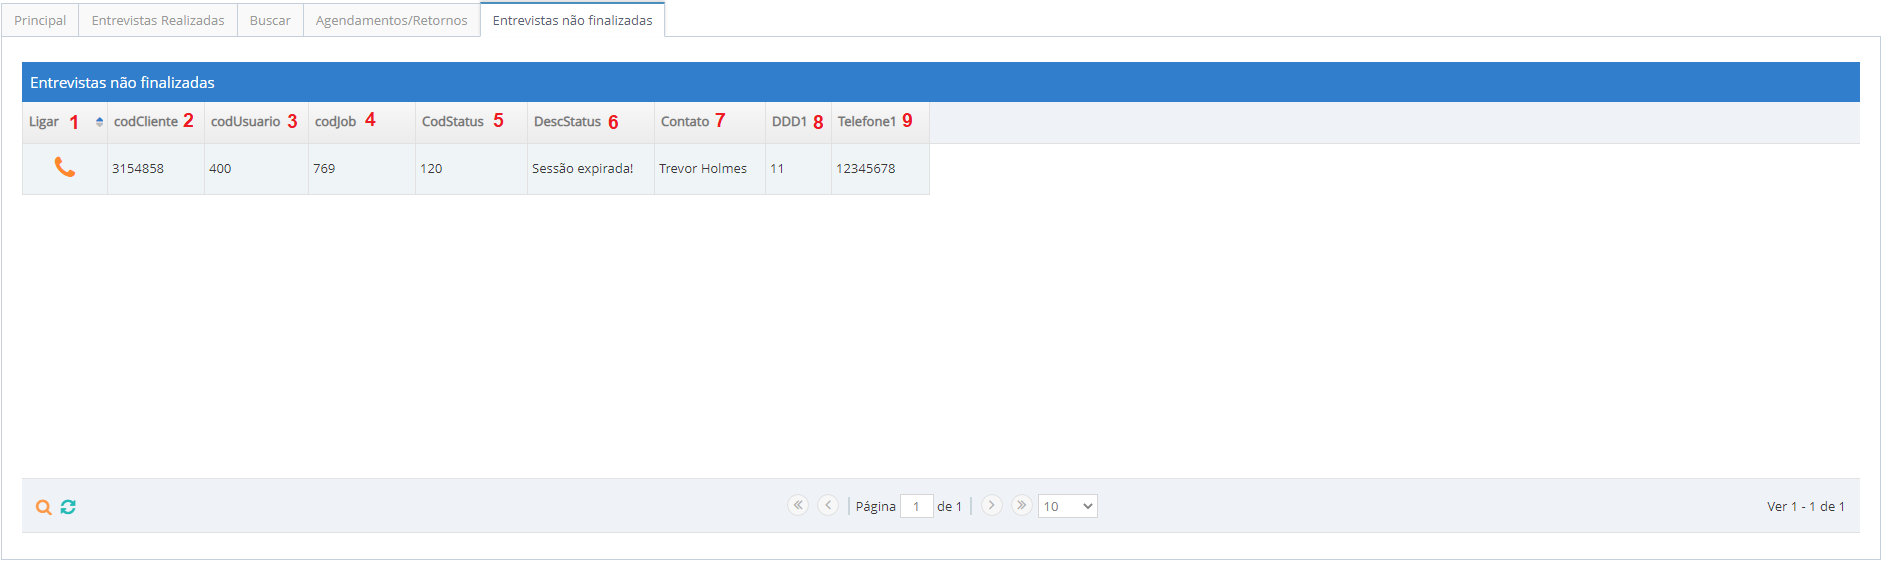 Principal Entrevistas Realizadas Buscar Agendamentos/Retornos Entrevistas não finalizadas
Entrevistas não finalizadas
Ligar 1 codCliente 2 codUsuario 3 codJob 4 CodStatus 5 DescStatus 6 Contato 7 DDD1 8 Telefone1 9
3154858 400 769 120 Sessão expirada! Trevor Holmes 11 12345678
Página 1 de 1 10 Ver 1 - 1 de 1